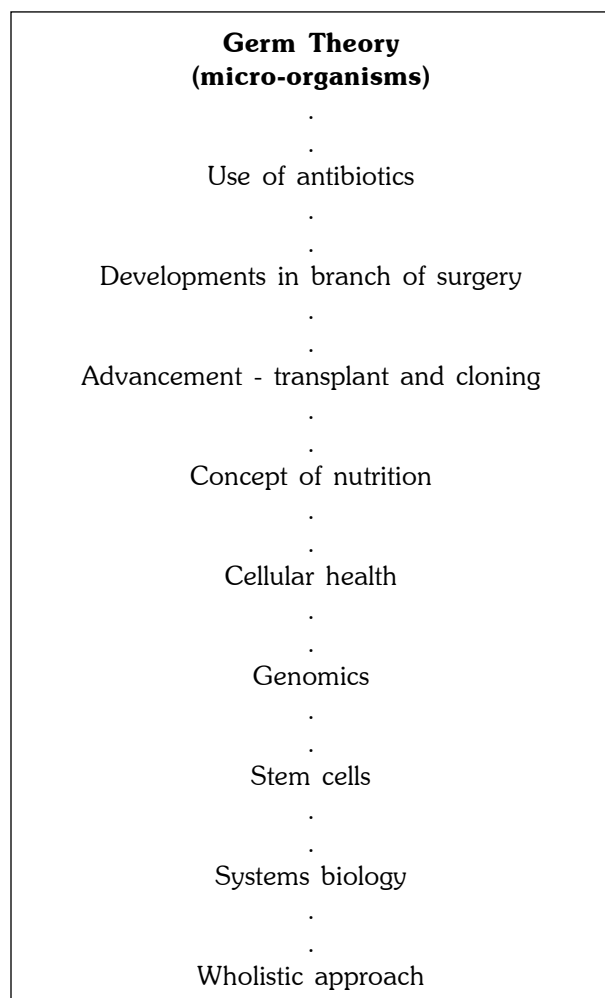 Germ Theory
(micro-organisms)
.
.
Use of antibiotics
.
.
Developments in branch of surgery
.
.
Advancement - transplant and cloning
.
.
Concept of nutrition
.
.
Cellular health
.
.
Genomics
.
.
Stem cells
.
.
Systems biology
.
.
Wholistic approach